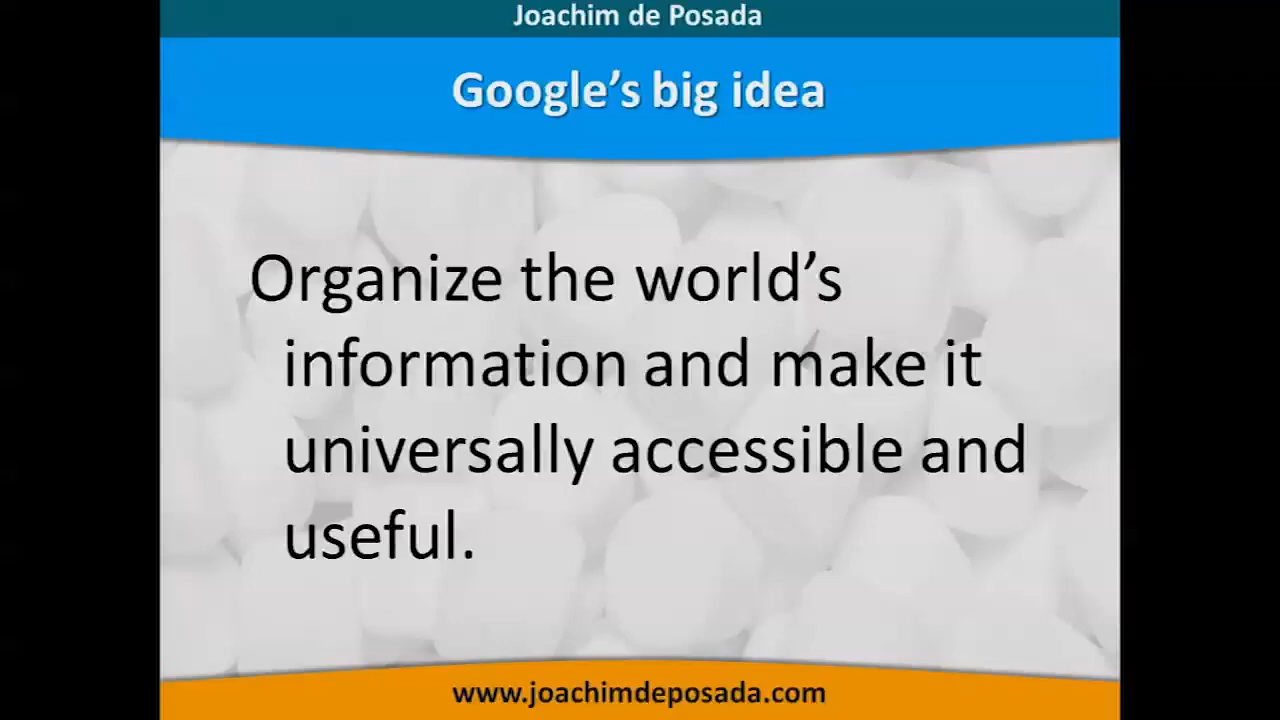 Joachim de Posada
Google’s big idea
Organize the world’s
information and make it
universally accessible and
useful.
www.joachimdeposada.com